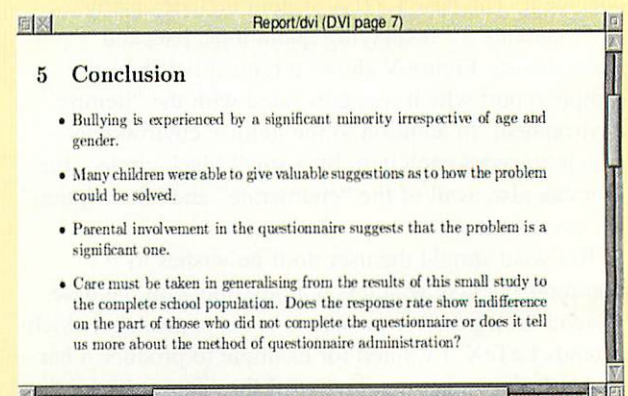 Report/dvi (DVI page 7)
5 Conclusion
• Bullying is experienced by a significant minority irrespective of age and
gender.
• Many children were able to give valuable suggestions as to how the problem
could be solved.
• Parental involvement in the questionnaire suggests that the problem is a
significant one.
• Care must be taken in generalising from the results of this small study to
the complete school population. Does the response rate show indifference
on the part of those who did not complete the questionnaire or does it tell
us more about the method of questionnaire administration?